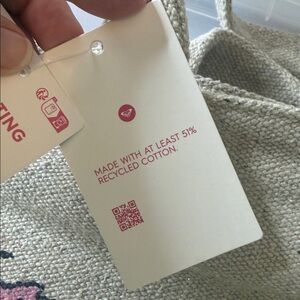 TING
MADE WITH AT LEAST 51%
RECYCLED COTTON.